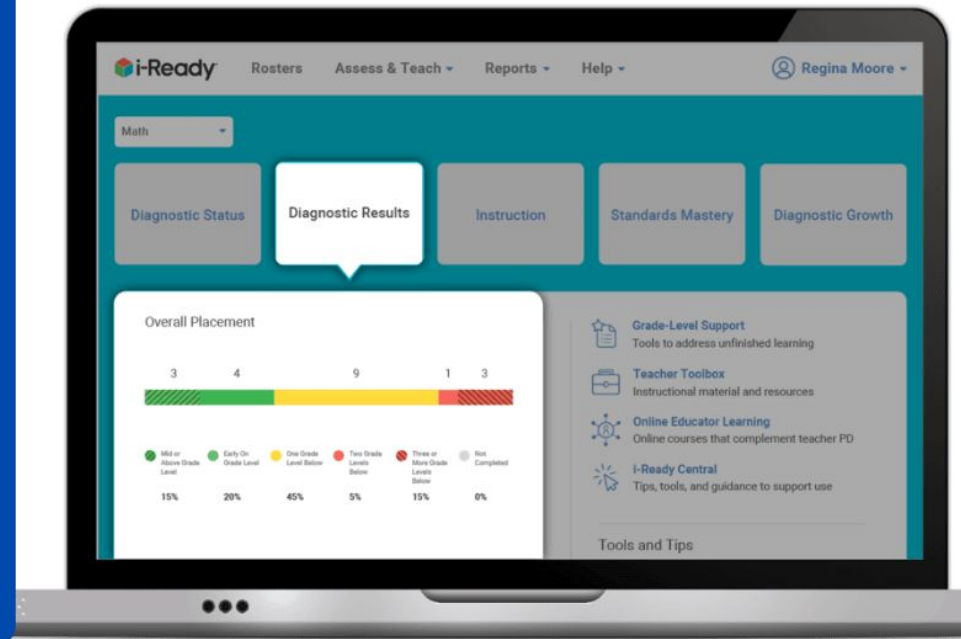 i-Ready Rosters Assess & Teach Reports Help Regina Moore
Math
Diagnostic Status Diagnostic Results Instruction Standards Mastery Diagnostic Growth
Overall Placement
3 4 9 1 3
Mid or Above Grade Level
Early On Grade Level
One Grade Level Below
Two Grade Levels Below
Three or More Grade Levels Below
Not Completed
15% 20% 45% 5% 15% 0%
Grade-Level Support
Tools to address unfinished learning
Teacher Toolbox
Instructional material and resources
Online Educator Learning
Online courses that complement teacher PD
i-Ready Central
Tips, tools, and guidance to support use
Tools and Tips